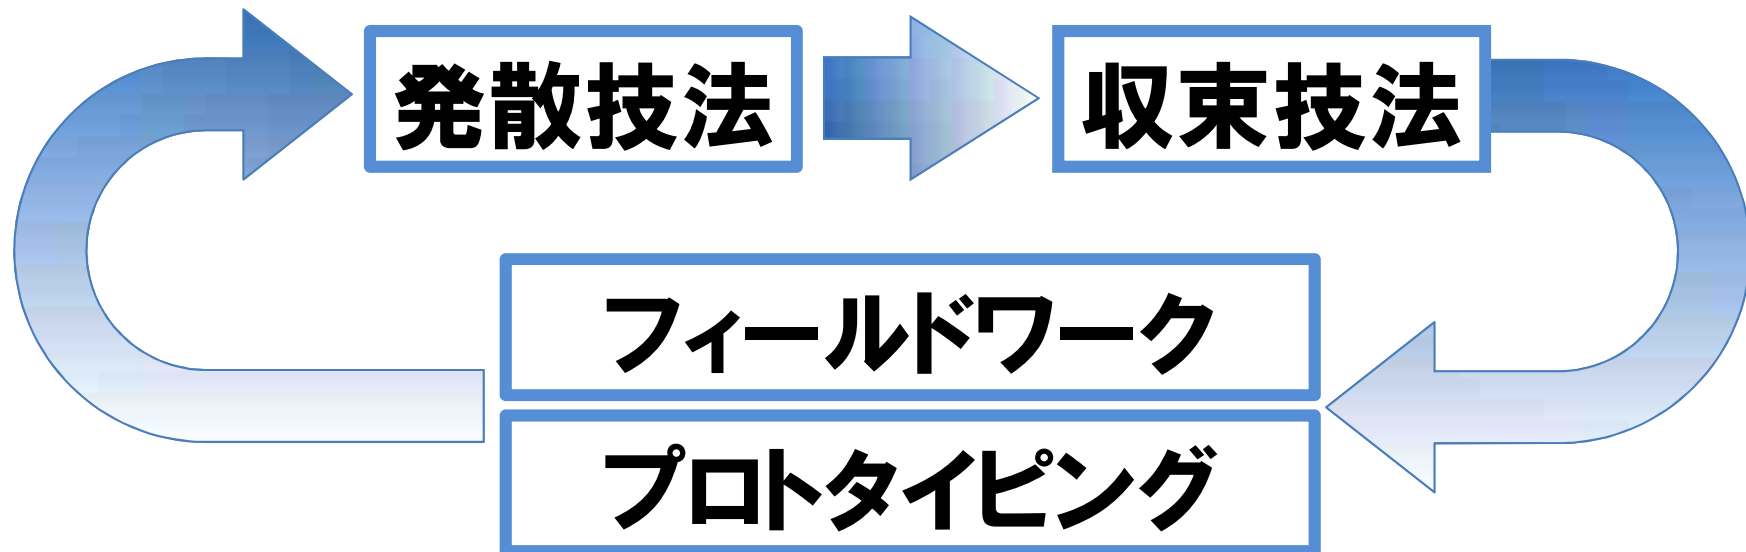 発散技法
収束技法
フィールドワーク
プロトタイピング